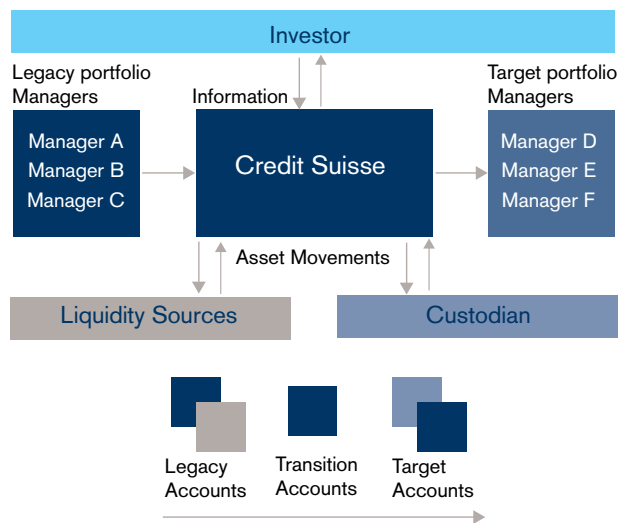 Investor
Legacy portfolio
Managers
Information
Target portfolio
Managers
Manager A
Manager B
Manager C
Credit Suisse
Manager D
Manager E
Manager F
Asset Movements
Liquidity Sources
Custodian
Legacy
Accounts
Transition
Accounts
Target
Accounts